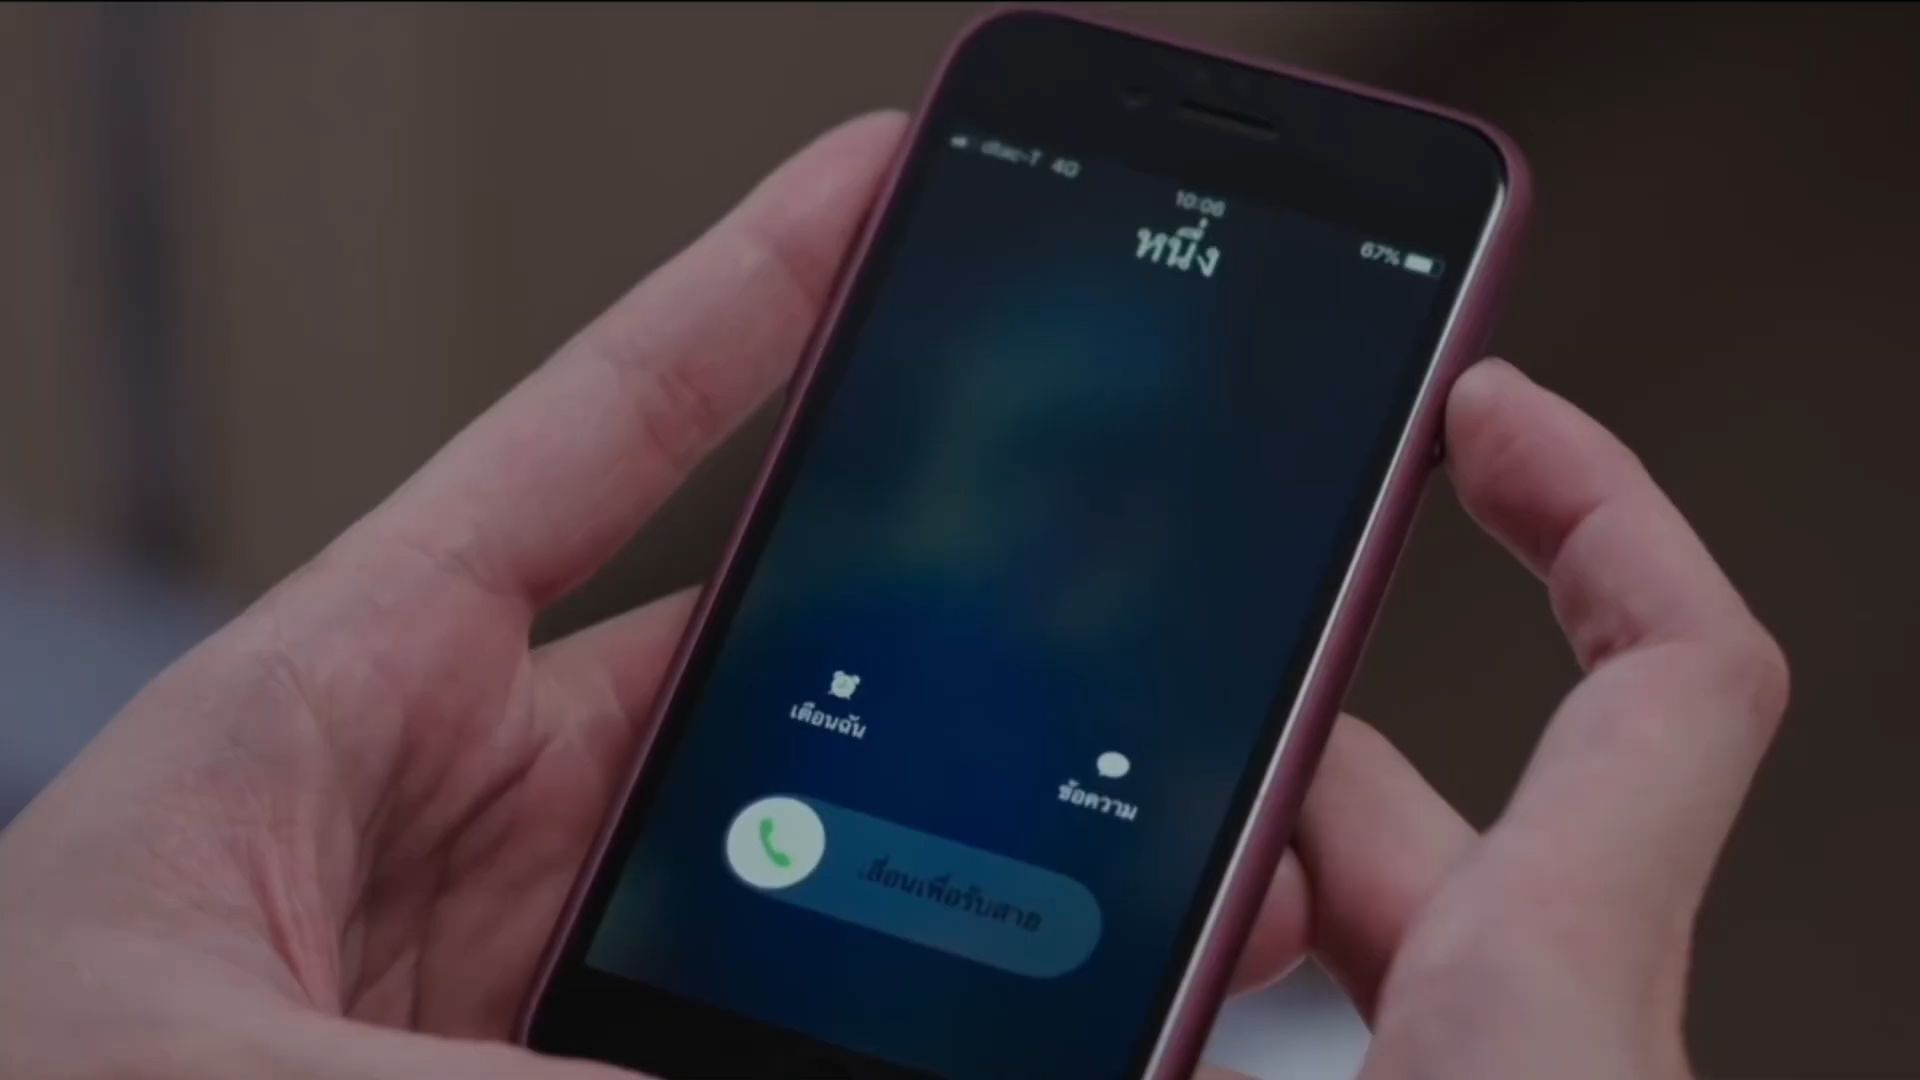 dtac-T 4G
10:06
67%
หนึ่ง
เตือนฉัน
ข้อความ
เลื่อนเพื่อรับสาย